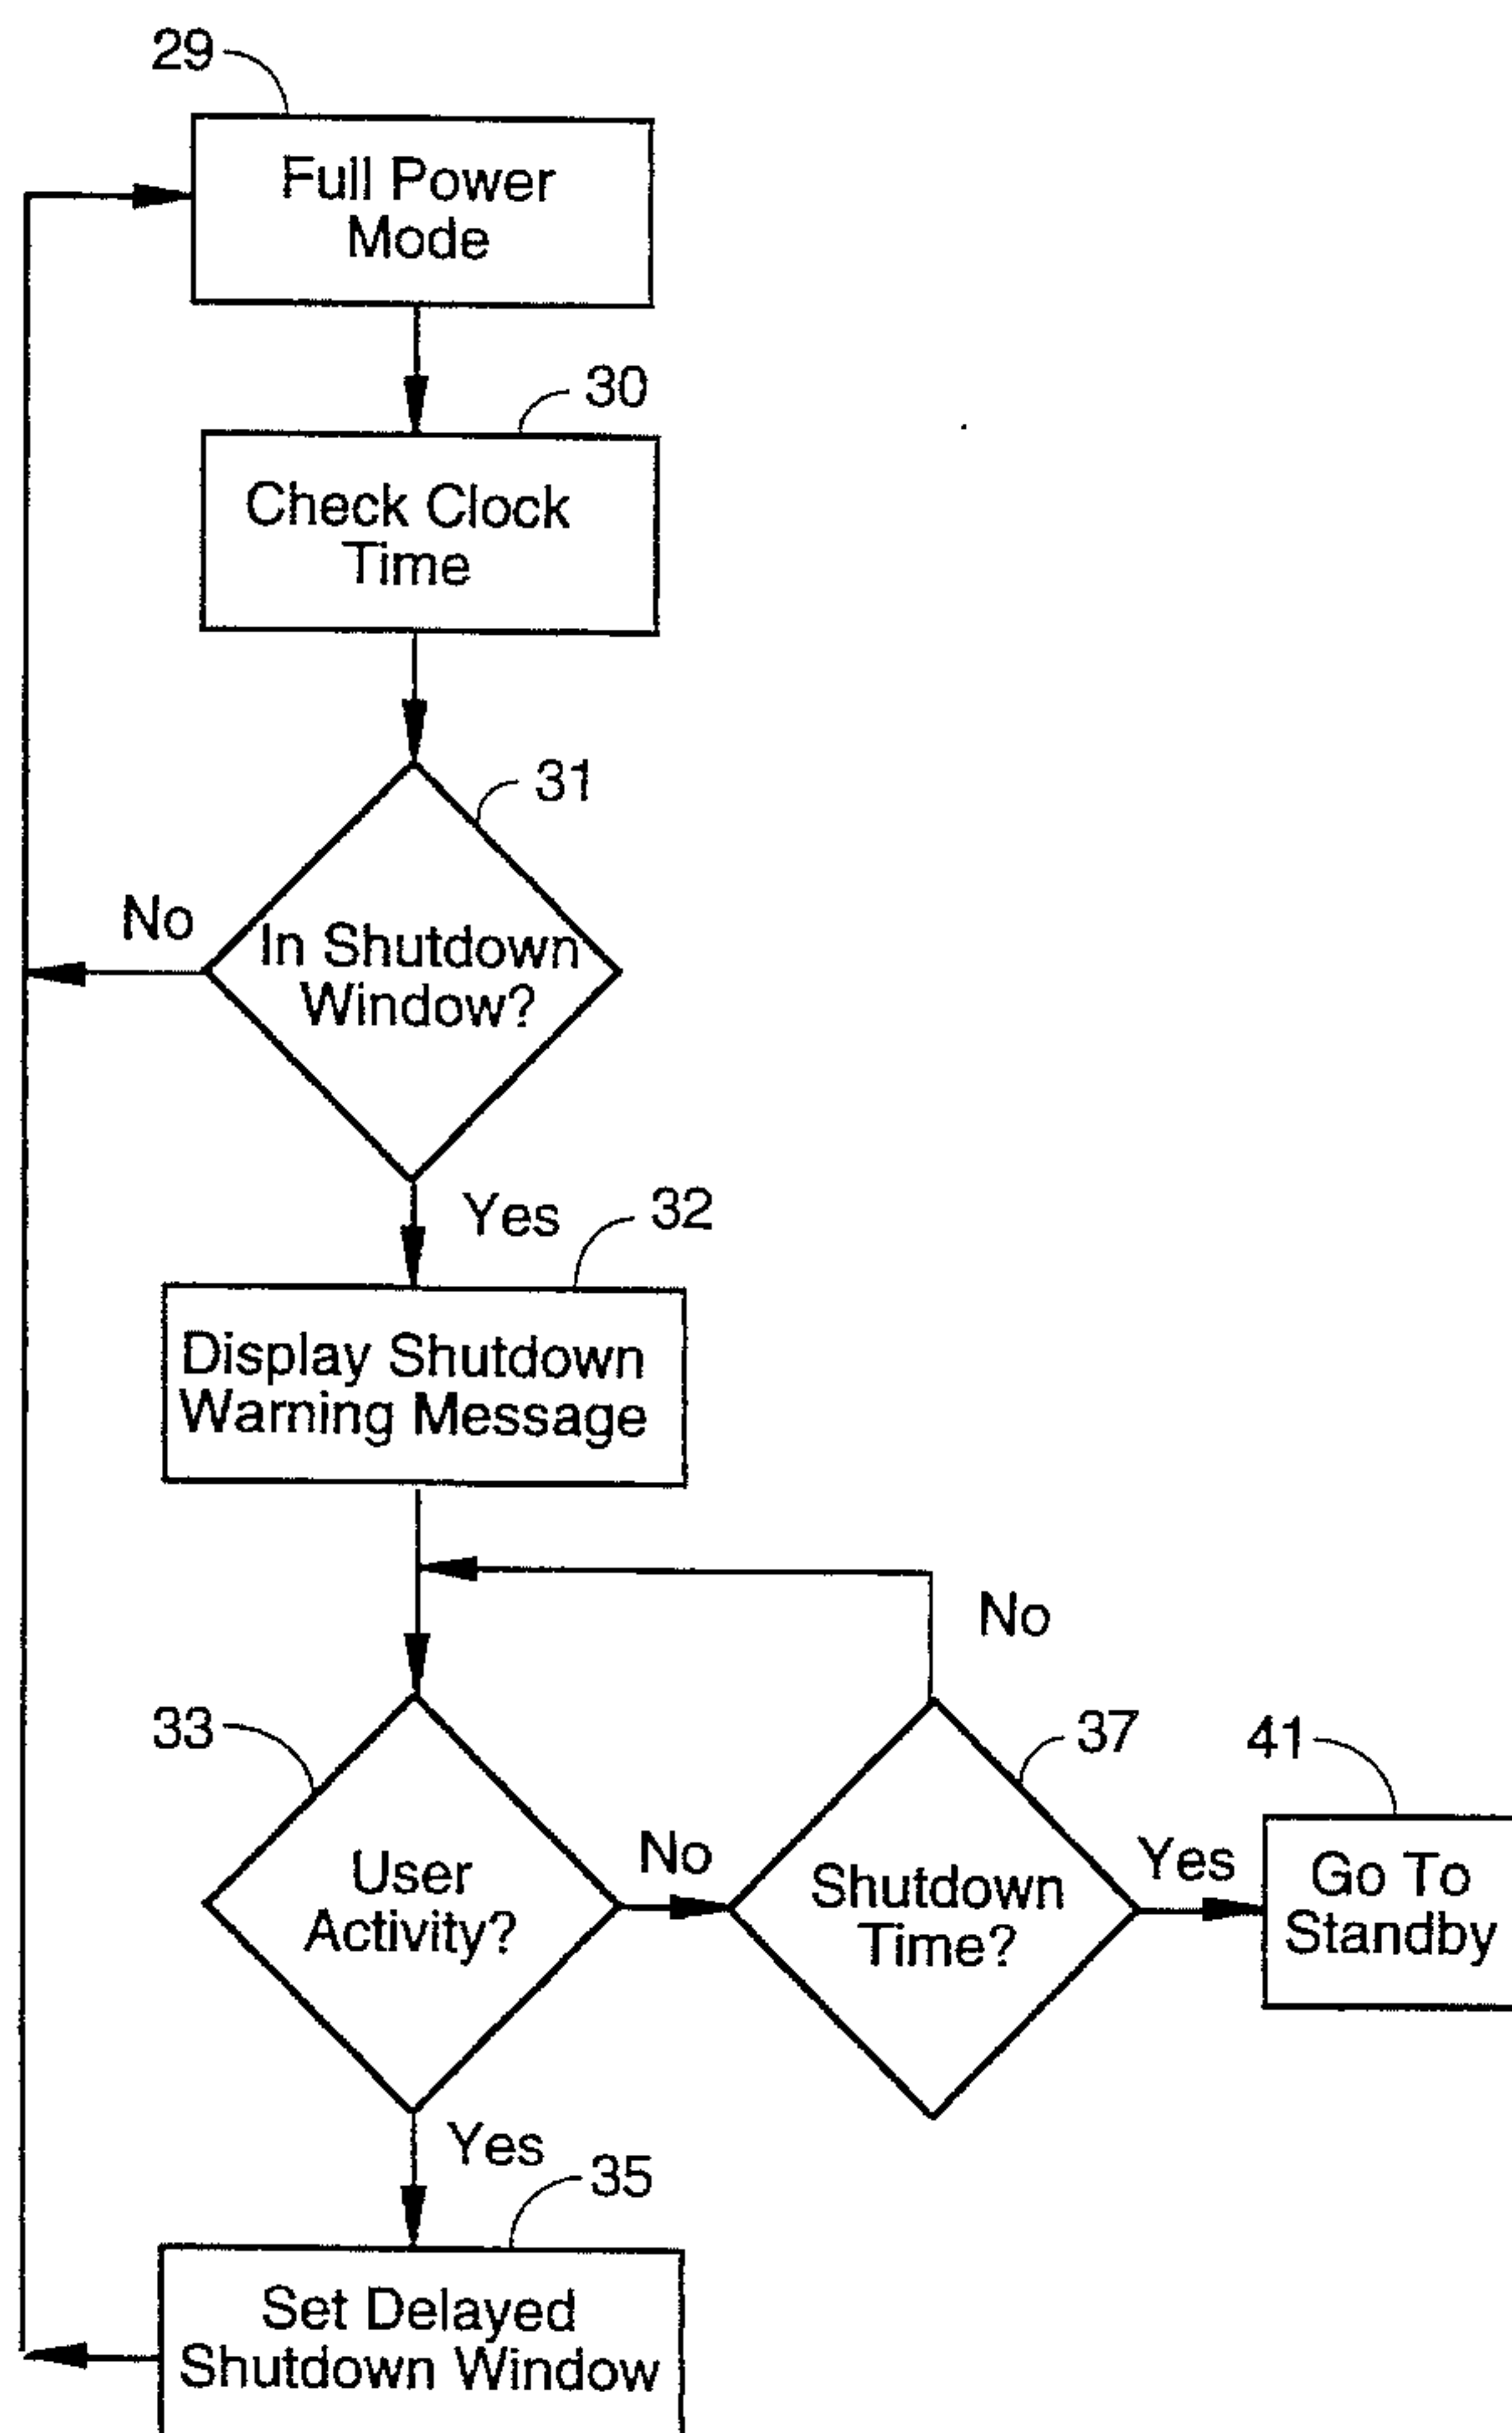 29
Full Power
Mode
30
Check Clock
Time
31
No
In Shutdown
Window?
Yes
32
Display Shutdown
Warning Message
No
33
User
Activity?
No
37
Shutdown
Time?
Yes
41
Go To
Standby
Yes
35
Set Delayed
Shutdown Window